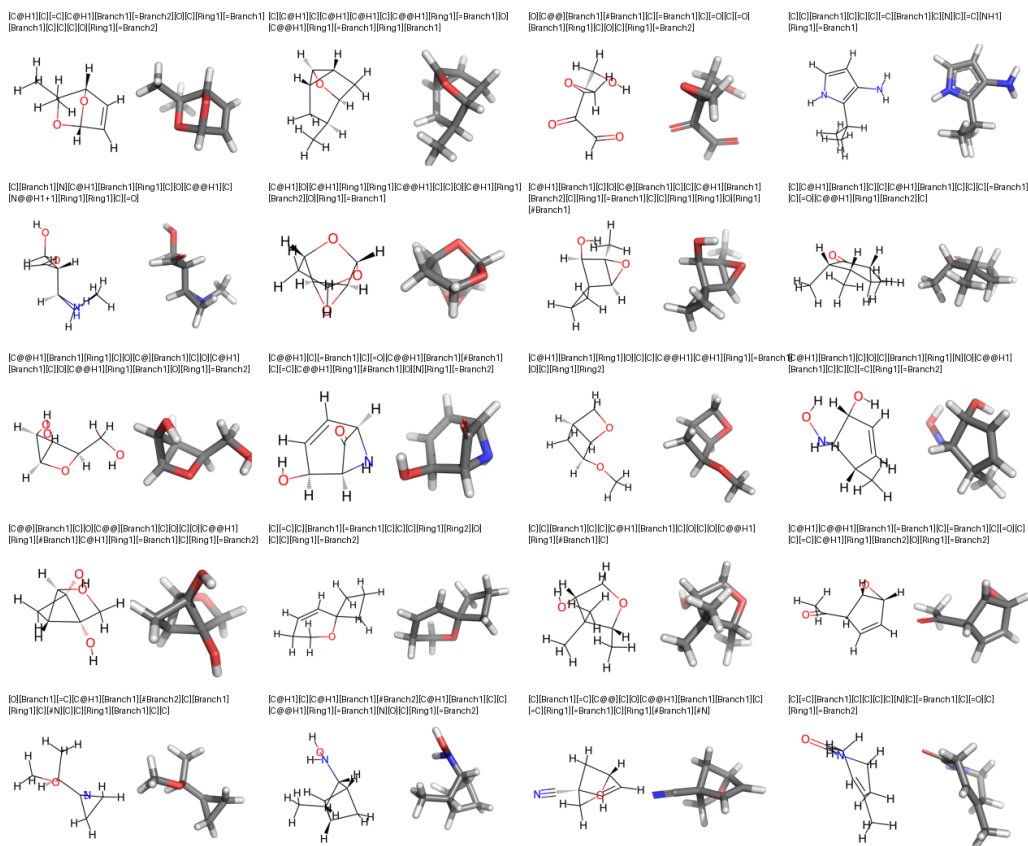 [C@H1][C][=C][C@H1][Branch1][=Branch2][O][C][Ring1][=Branch1]
[Branch1][C][C][C][O][Ring1][=Branch2]
[C][C@H1][C][C@H1][C@H1][C][C@@H1][Ring1][=Branch1][O]
[C@@H1][Ring1][=Branch1][Ring1][Branch1]
[O][C@@][Branch1][#Branch1][C][=Branch1][C][=O][C][=O]
[Branch1][Ring1][C][O][C][Ring1][=Branch2]
[C][C][Branch1][C][C][C][=C][Branch1][C][N][C][=C][NH1]
[Ring1][=Branch1]
[C][Branch1][N][C@H1][Branch1][Ring1][C][O][C@@H1][C]
[N@@H1+1][Ring1][Ring1][C][=O]
[C@H1][O][C@H1][Ring1][Ring1][C@@H1][C][C][O][C@H1][Ring1]
[Branch2][O][Ring1][=Branch1]
[C@H1][Branch1][C][O][C@][Branch1][C][C][C@H1][Branch1]
[Branch2][C][Ring1][=Branch1][C][C][Ring1][Ring1][O][Ring1]
[#Branch1]
[C][C@H1][Branch1][C][C][C@H1][Branch1][C][C][C][=Branch1]
[C][=O][C@@H1][Ring1][Branch2][C]
[C@@H1][Branch1][Ring1][C][O][C@][Branch1][C][O][C@H1]
[Branch1][C][O][C@@H1][Ring1][Branch1][O][Ring1][=Branch2]
[C@@H1][C][=Branch1][C][=O][C@@H1][Branch1][#Branch1]
[C][=C][C@@H1][Ring1][#Branch1][O][N][Ring1][=Branch2]
[C@H1][Branch1][Ring1][O][C][C][C@@H1][C@H1][Ring1][=Branch1]
[O][C][Ring1][Ring2]
[C@H1][Branch1][C][O][C][Branch1][Ring1][N][O][C@@H1]
[Branch1][C][C][C][=C][Ring1][=Branch2]
[C@@][Branch1][C][O][C@@][Branch1][C][O][C][O][C@@H1]
[Ring1][#Branch1][C@H1][Ring1][=Branch1][C][Ring1][=Branch2]
[C][=C][C][Branch1][=Branch1][C][C][C][Ring1][Ring2][O]
[C][C][Ring1][=Branch2]
[C][C][Branch1][C][C][C@H1][Branch1][C][O][C][O][C@@H1]
[Ring1][#Branch1][C]
[C@H1][C@@H1][Branch1][=Branch1][C][=Branch1][C][=O][C]
[C][=C][C@H1][Ring1][Branch2][O][Ring1][=Branch2]
[O][Branch1][=C][C@H1][Branch1][#Branch2][C][Branch1]
[Ring1][C][#N][C][C][Ring1][Branch1][C][C]
[C@H1][C][C@H1][Branch1][#Branch2][C@H1][Branch1][C][C]
[C@@H1][Ring1][=Branch1][N][O][C][Ring1][=Branch2]
[C][Branch1][=C][C@@][C][O][C@@H1][Branch1][Branch1][C]
[=C][Ring1][=Branch1][C][Ring1][#Branch1][#N]
[C][=C][Branch1][C][C][C][C][N][C][=Branch1][C][=O][C]
[Ring1][=Branch2]